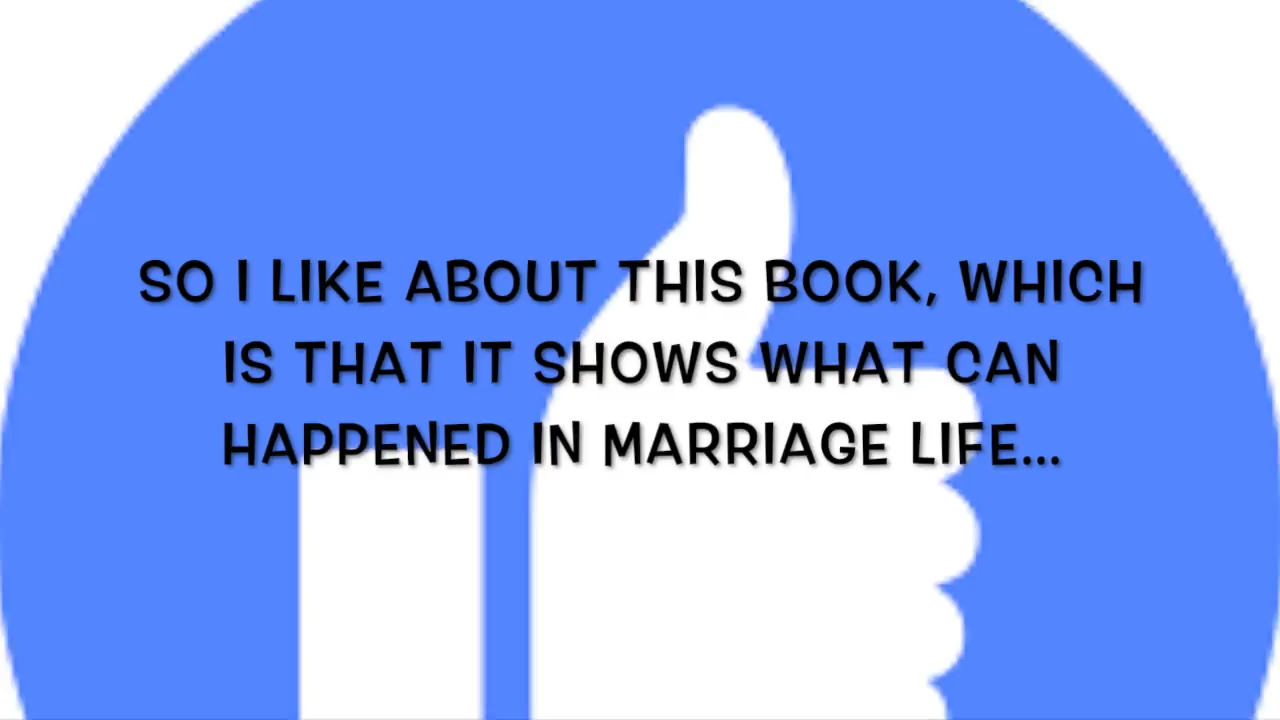 SO I LIKE ABOUT THIS BOOK, WHICH
IS THAT IT SHOWS WHAT CAN
HAPPENED IN MARRIAGE LIFE...